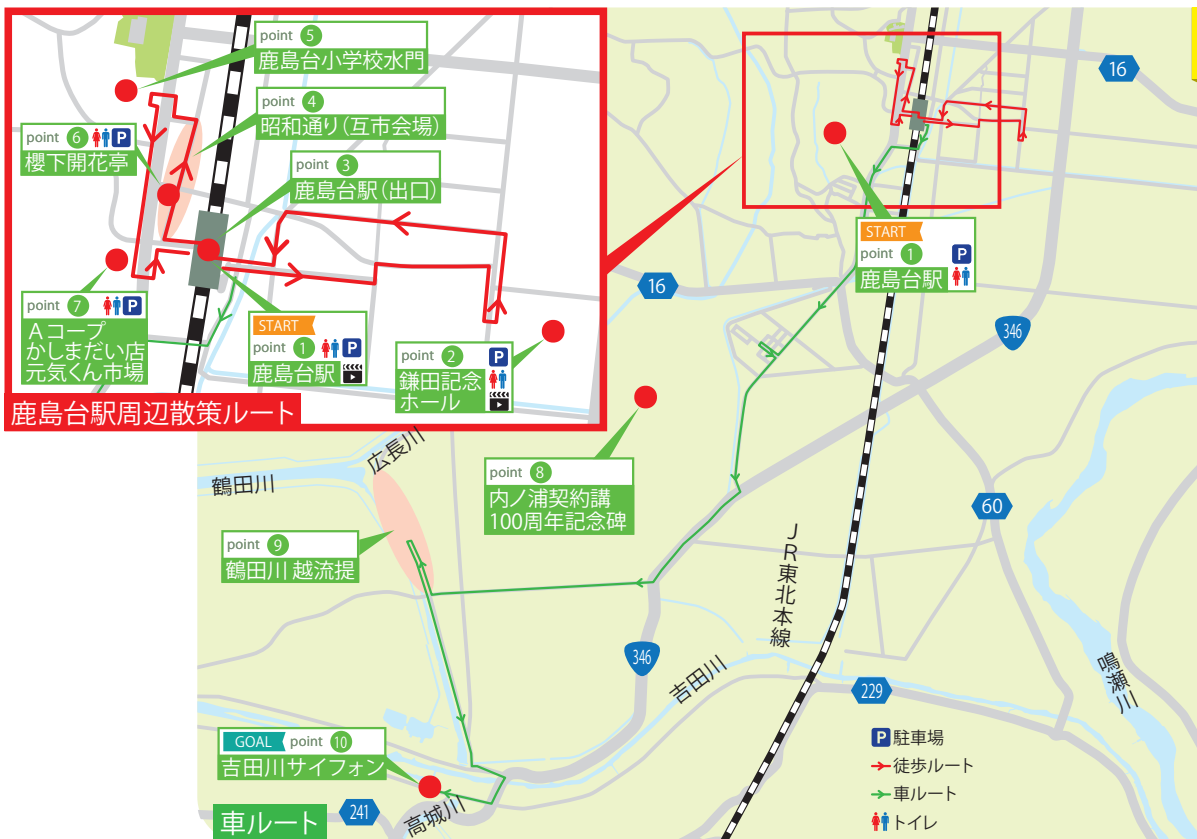 point 5
鹿島台小学校水門
point 4
昭和通り（互市会場）
point 6 P
櫻下開花亭
point 3
鹿島台駅（出口）
point 7 P
Aコープ
かしまだい店
元気くん市場
START
point 1 P
鹿島台駅
point 2 P
鎌田記念
ホール
鹿島台駅周辺散策ルート
16
START
point 1 P
鹿島台駅
16
346
広長川
鶴田川
point 8
内ノ浦契約講
100周年記念碑
60
point 9
鶴田川 越流提
JR東北本線
346
吉田川
鳴瀬川
229
GOAL point 10
吉田川サイフォン
高城川
241
車ルート
P 駐車場
徒歩ルート
車ルート
トイレ